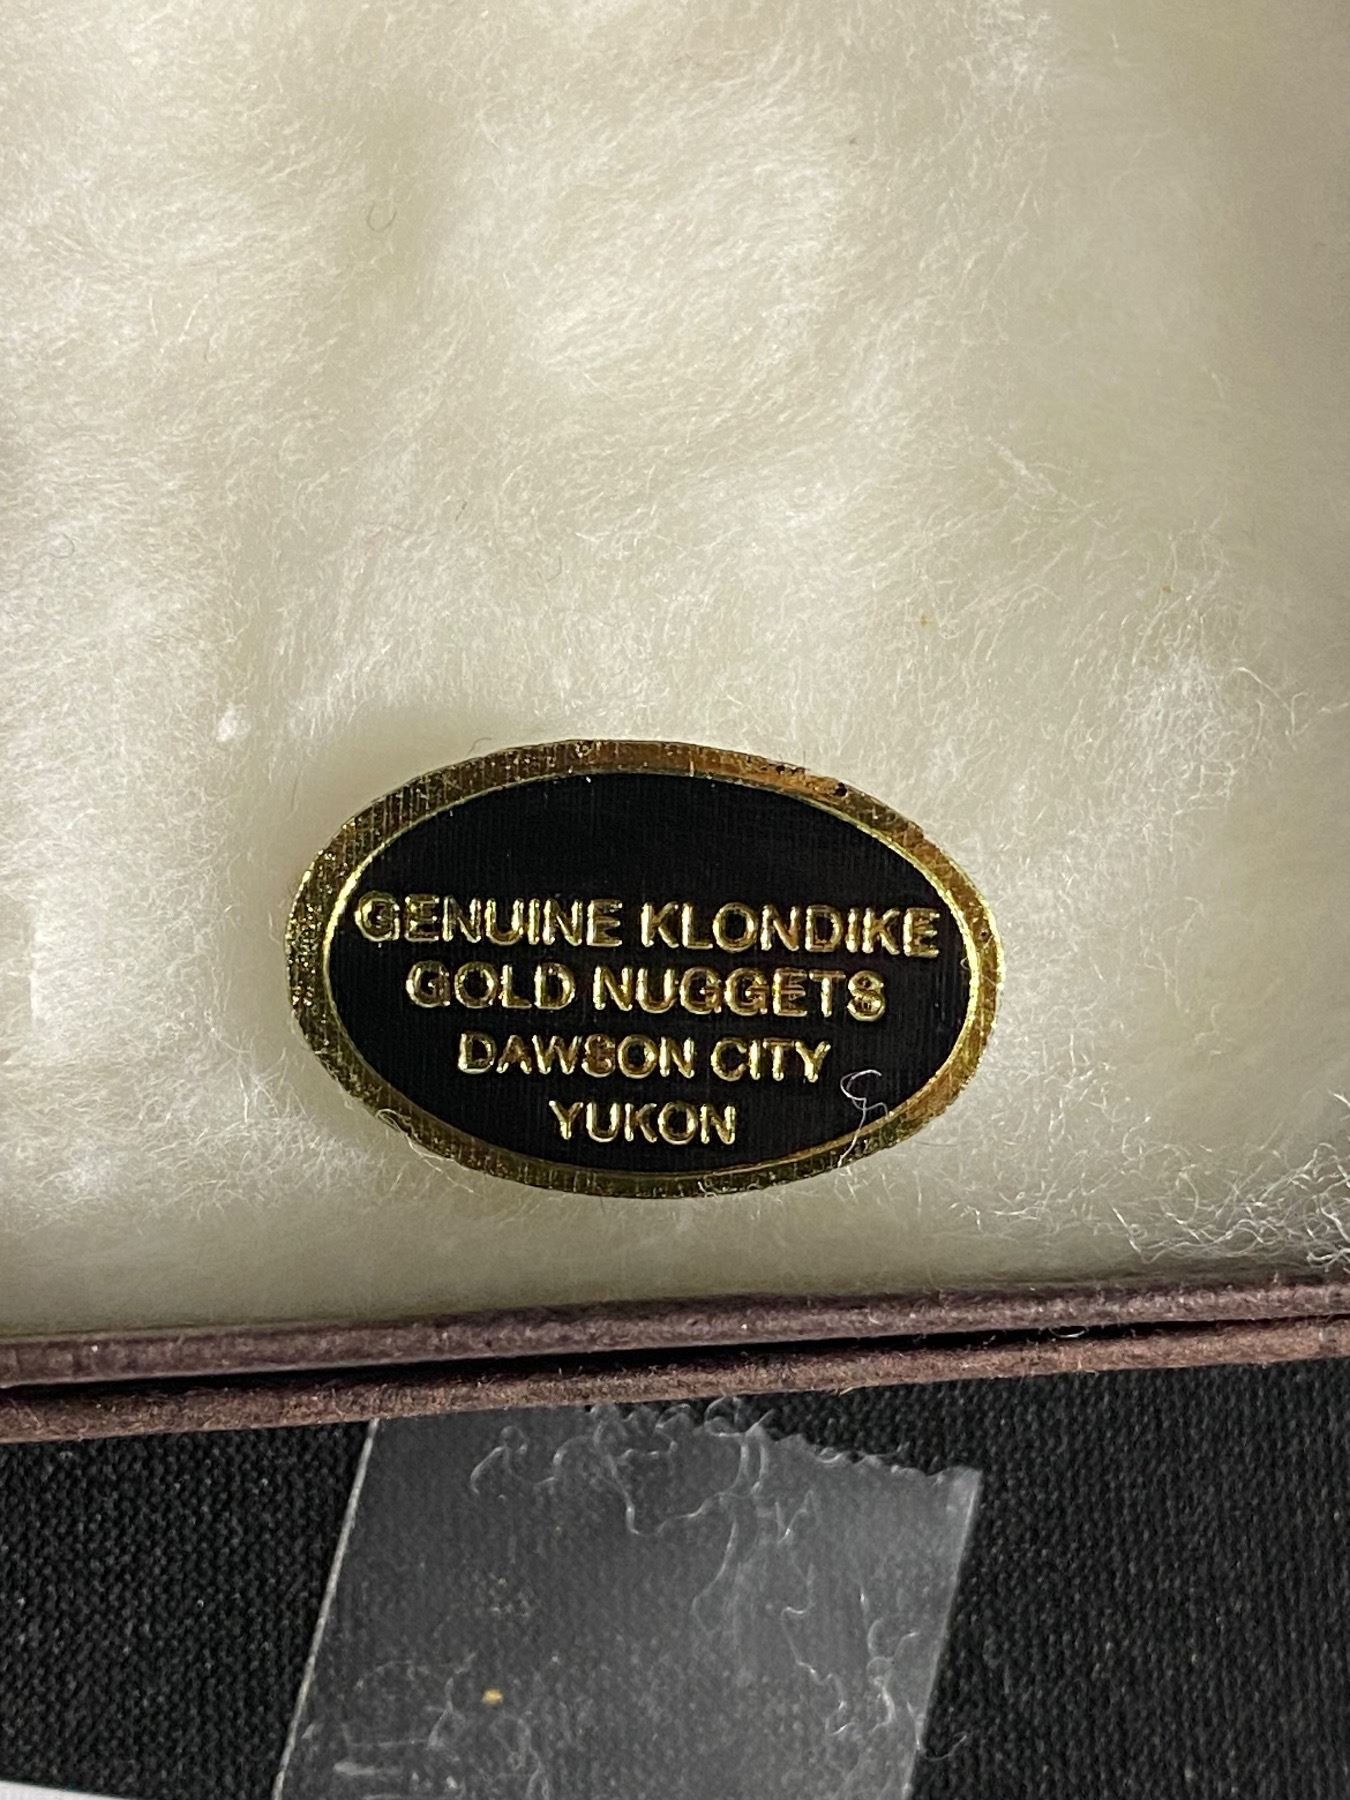 GENUINE KLONDIKE
GOLD NUGGETS
DAWSON CITY
YUKON